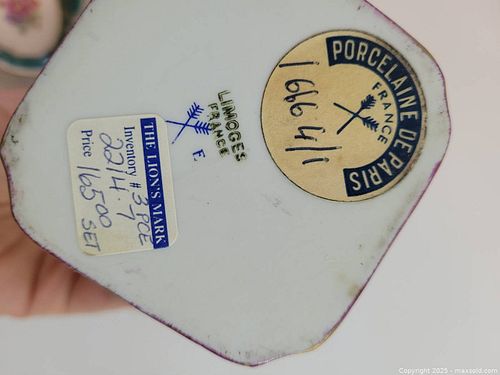 PORCELAINE DE PARIS
FRANCE
1666 4/1
LIMOGES
FRANCE
E.
THE LION'S MARK
Inventory # 3 PCE
2214.7
Price 165.00 SET
Copyright © 2025 - maxsold.com